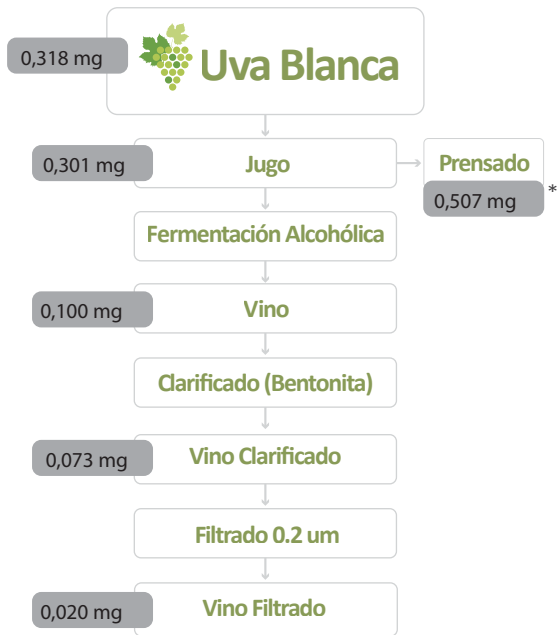 0,318 mg
Uva Blanca
0,301 mg
Jugo
Prensado
0,507 mg *
Fermentación Alcohólica
0,100 mg
Vino
Clarificado (Bentonita)
0,073 mg
Vino Clarificado
Filtrado 0.2 um
0,020 mg
Vino Filtrado